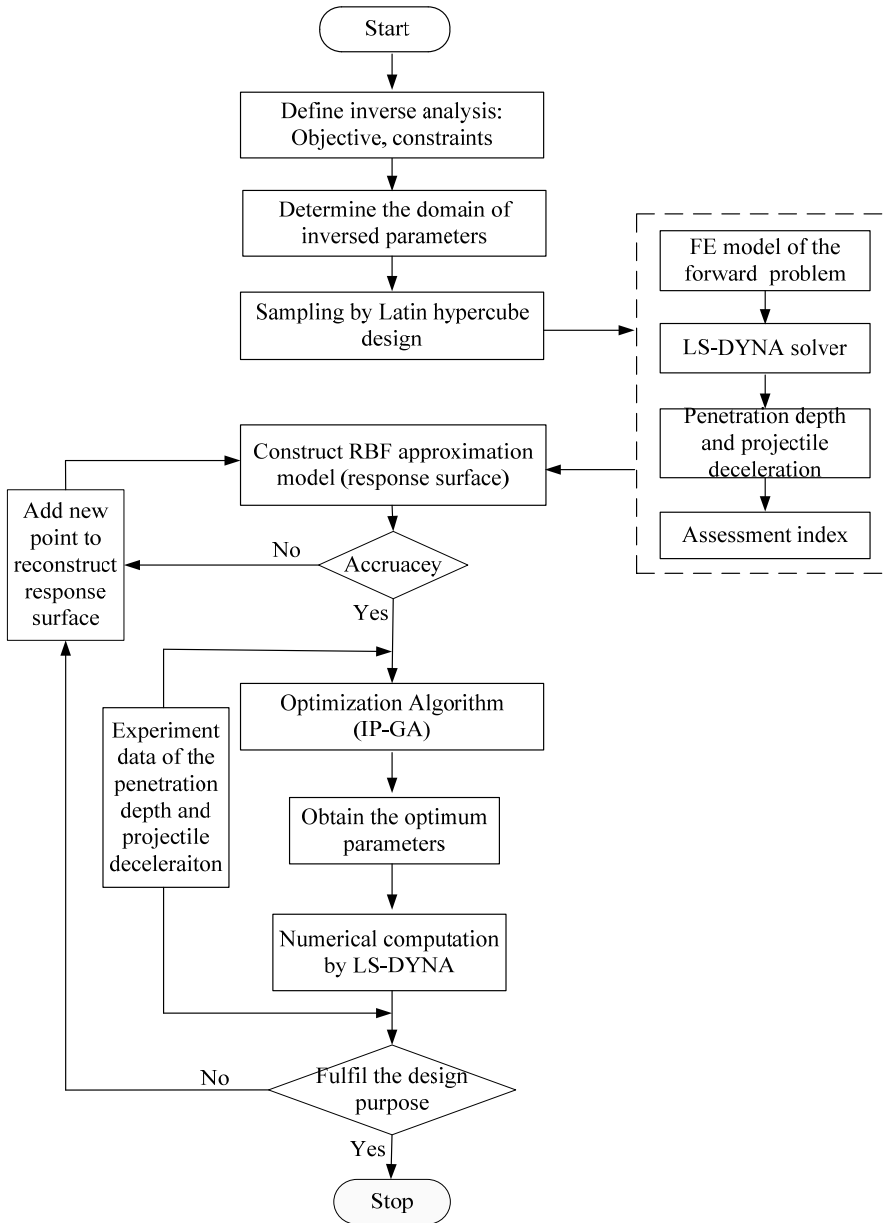 Start
Define inverse analysis:
Objective, constraints
Determine the domain of
inversed parameters
Sampling by Latin hypercube
design
FE model of the
forward problem
LS-DYNA solver
Penetration depth
and projectile
deceleration
Assessment index
Construct RBF approximation
model (response surface)
Add new
point to
reconstruct
response
surface
No
Accruacey
Yes
Optimization Algorithm
(IP-GA)
Experiment
data of the
penetration
depth and
projectile
deceleraiton
Obtain the optimum
parameters
Numerical computation
by LS-DYNA
No
Fulfil the design
purpose
Yes
Stop